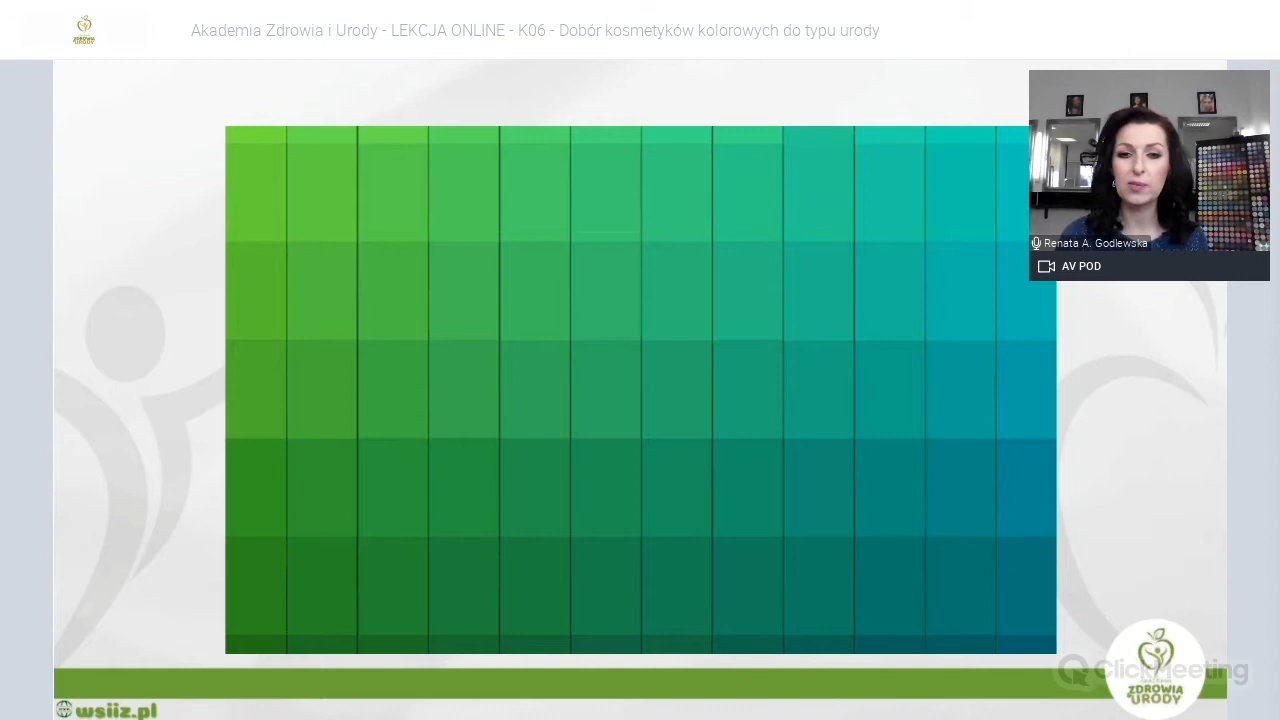 Akademia Zdrowia i Urody - LEKCJA ONLINE - K06 - Dobór kosmetyków kolorowych do typu urody
Renata A. Godlewska
AV POD
ClickMeeting
ZDROWIA
URODY
wsiiz.pl